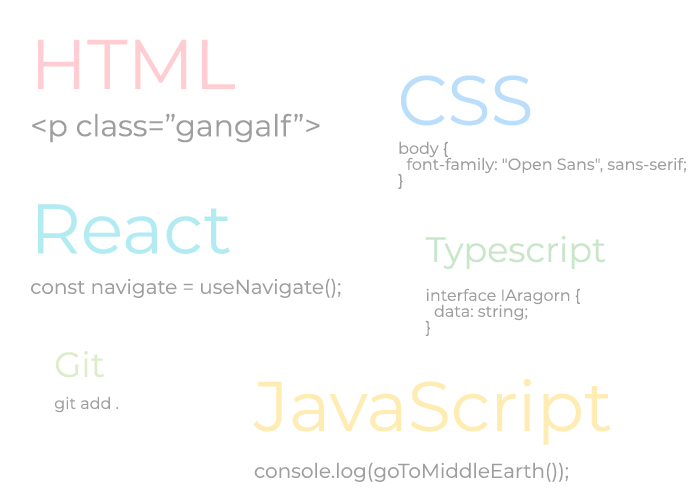 HTML
<p class=”gangalf”>
CSS
body {
font-family: "Open Sans", sans-serif;
}
React
const navigate = useNavigate();
Typescript
interface IAragorn {
data: string;
}
Git
git add .
JavaScript
console.log(goToMiddleEarth());